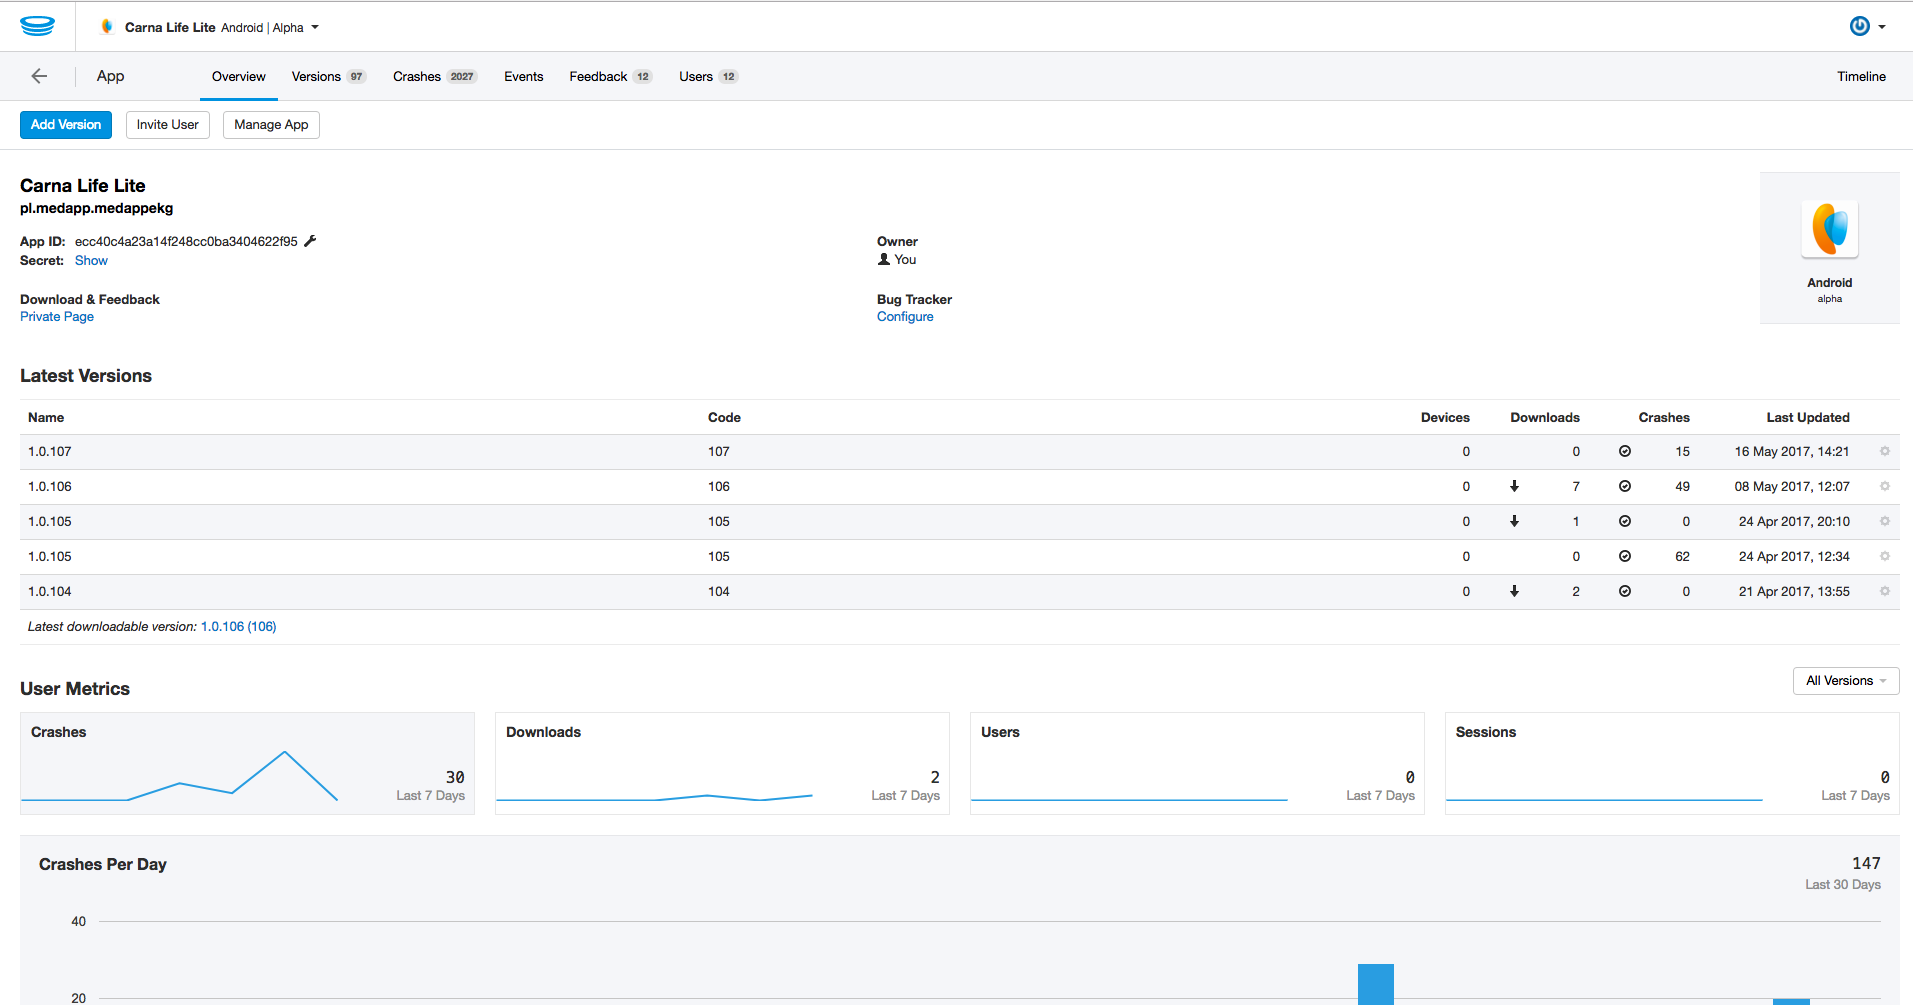 Carna Life Lite Android | Alpha
App Overview Versions 97 Crashes 2027 Events Feedback 12 Users 12 Timeline
Add Version Invite User Manage App
Carna Life Lite
pl.medapp.medappekg
App ID: ecc40c4a23a14f248cc0ba3404622f95 Owner
Secret: Show You
Android
alpha
Download & Feedback Bug Tracker
Private Page Configure
Latest Versions
Name Code Devices Downloads Crashes Last Updated
1.0.107 107 0 0 15 16 May 2017, 14:21
1.0.106 106 0 7 49 08 May 2017, 12:07
1.0.105 105 0 1 0 24 Apr 2017, 20:10
1.0.105 105 0 0 62 24 Apr 2017, 12:34
1.0.104 104 0 2 0 21 Apr 2017, 13:55
Latest downloadable version: 1.0.106 (106)
User Metrics All Versions
Crashes Downloads Users Sessions
30 2 0 0
Last 7 Days Last 7 Days Last 7 Days Last 7 Days
Crashes Per Day 147
Last 30 Days
40
20